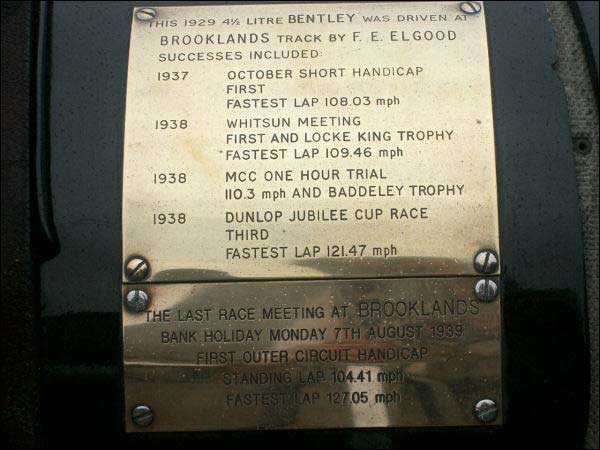 THIS 1929 4½ LITRE BENTLEY WAS DRIVEN AT
BROOKLANDS TRACK BY F. E. ELGOOD
SUCCESSES INCLUDED:
1937 OCTOBER SHORT HANDICAP
FIRST
FASTEST LAP 108.03 mph
1938 WHITSUN MEETING
FIRST AND LOCKE KING TROPHY
FASTEST LAP 109.46 mph
1938 MCC ONE HOUR TRIAL
110.3 mph AND BADDELEY TROPHY
1938 DUNLOP JUBILEE CUP RACE
THIRD
FASTEST LAP 121.47 mph
THE LAST RACE MEETING AT BROOKLANDS
BANK HOLIDAY MONDAY 7TH AUGUST 1939
FIRST OUTER CIRCUIT HANDICAP
STANDING LAP 104.41 mph
FASTEST LAP 127.05 mph